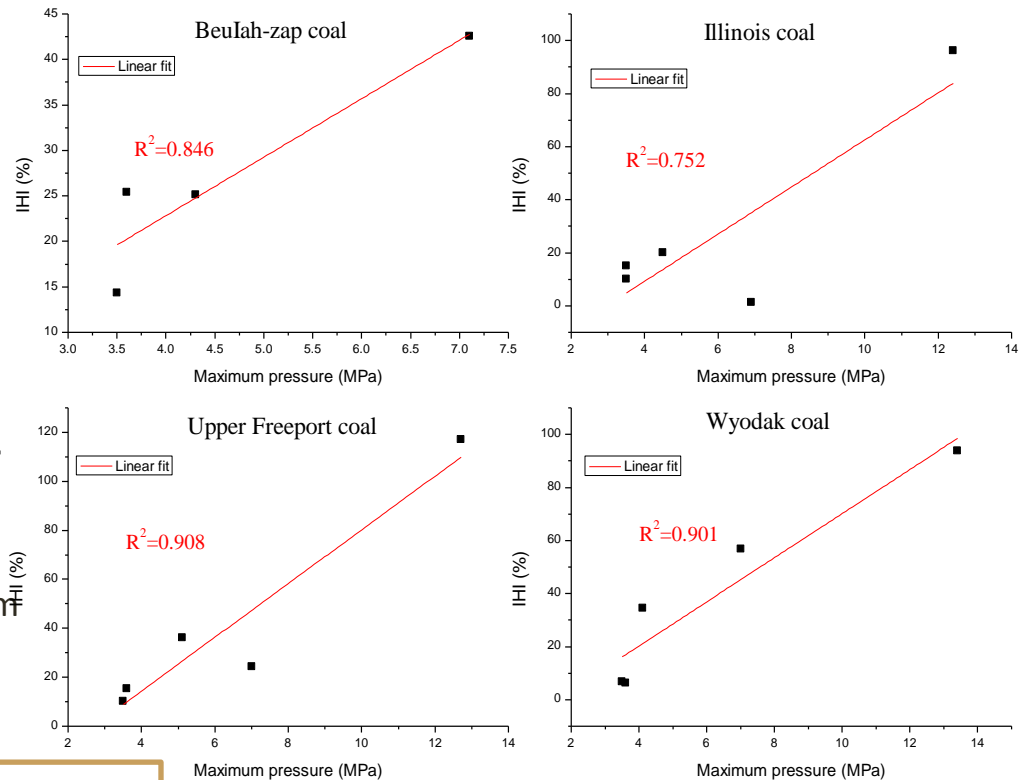 BeuIah-zap coal
Linear fit
R²=0.846
IHI (%)
45
40
35
30
25
20
15
10
3.0 3.5 4.0 4.5 5.0 5.5 6.0 6.5 7.0 7.5
Maximum pressure (MPa)
Illinois coal
Linear fit
R²=0.752
IHI (%)
100
80
60
40
20
0
2 4 6 8 10 12 14
Maximum pressure (MPa)
Upper Freeport coal
Linear fit
R²=0.908
IHI (%)
m
120
100
80
60
40
20
0
2 4 6 8 10 12 14
Maximum pressure (MPa)
Wyodak coal
Linear fit
R²=0.901
IHI (%)
100
80
60
40
20
0
2 4 6 8 10 12 14
Maximum pressure (MPa)